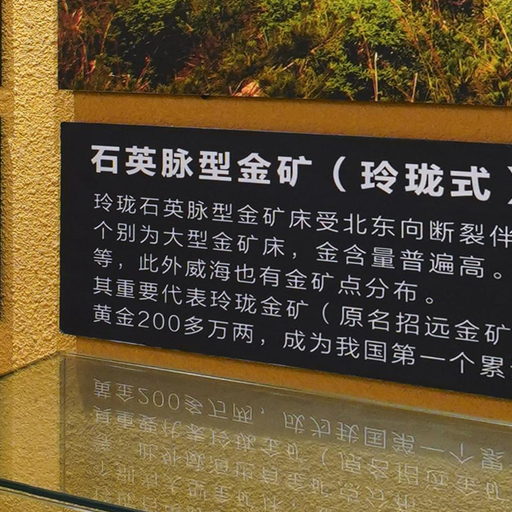 石英脉型金矿（玲珑式）
玲珑石英脉型金矿床受北东向断裂伴
个别为大型金矿床，金含量普遍高。
等，此外威海也有金矿点分布。
其重要代表玲珑金矿（原名招远金矿
黄金200多万两，成为我国第一个累